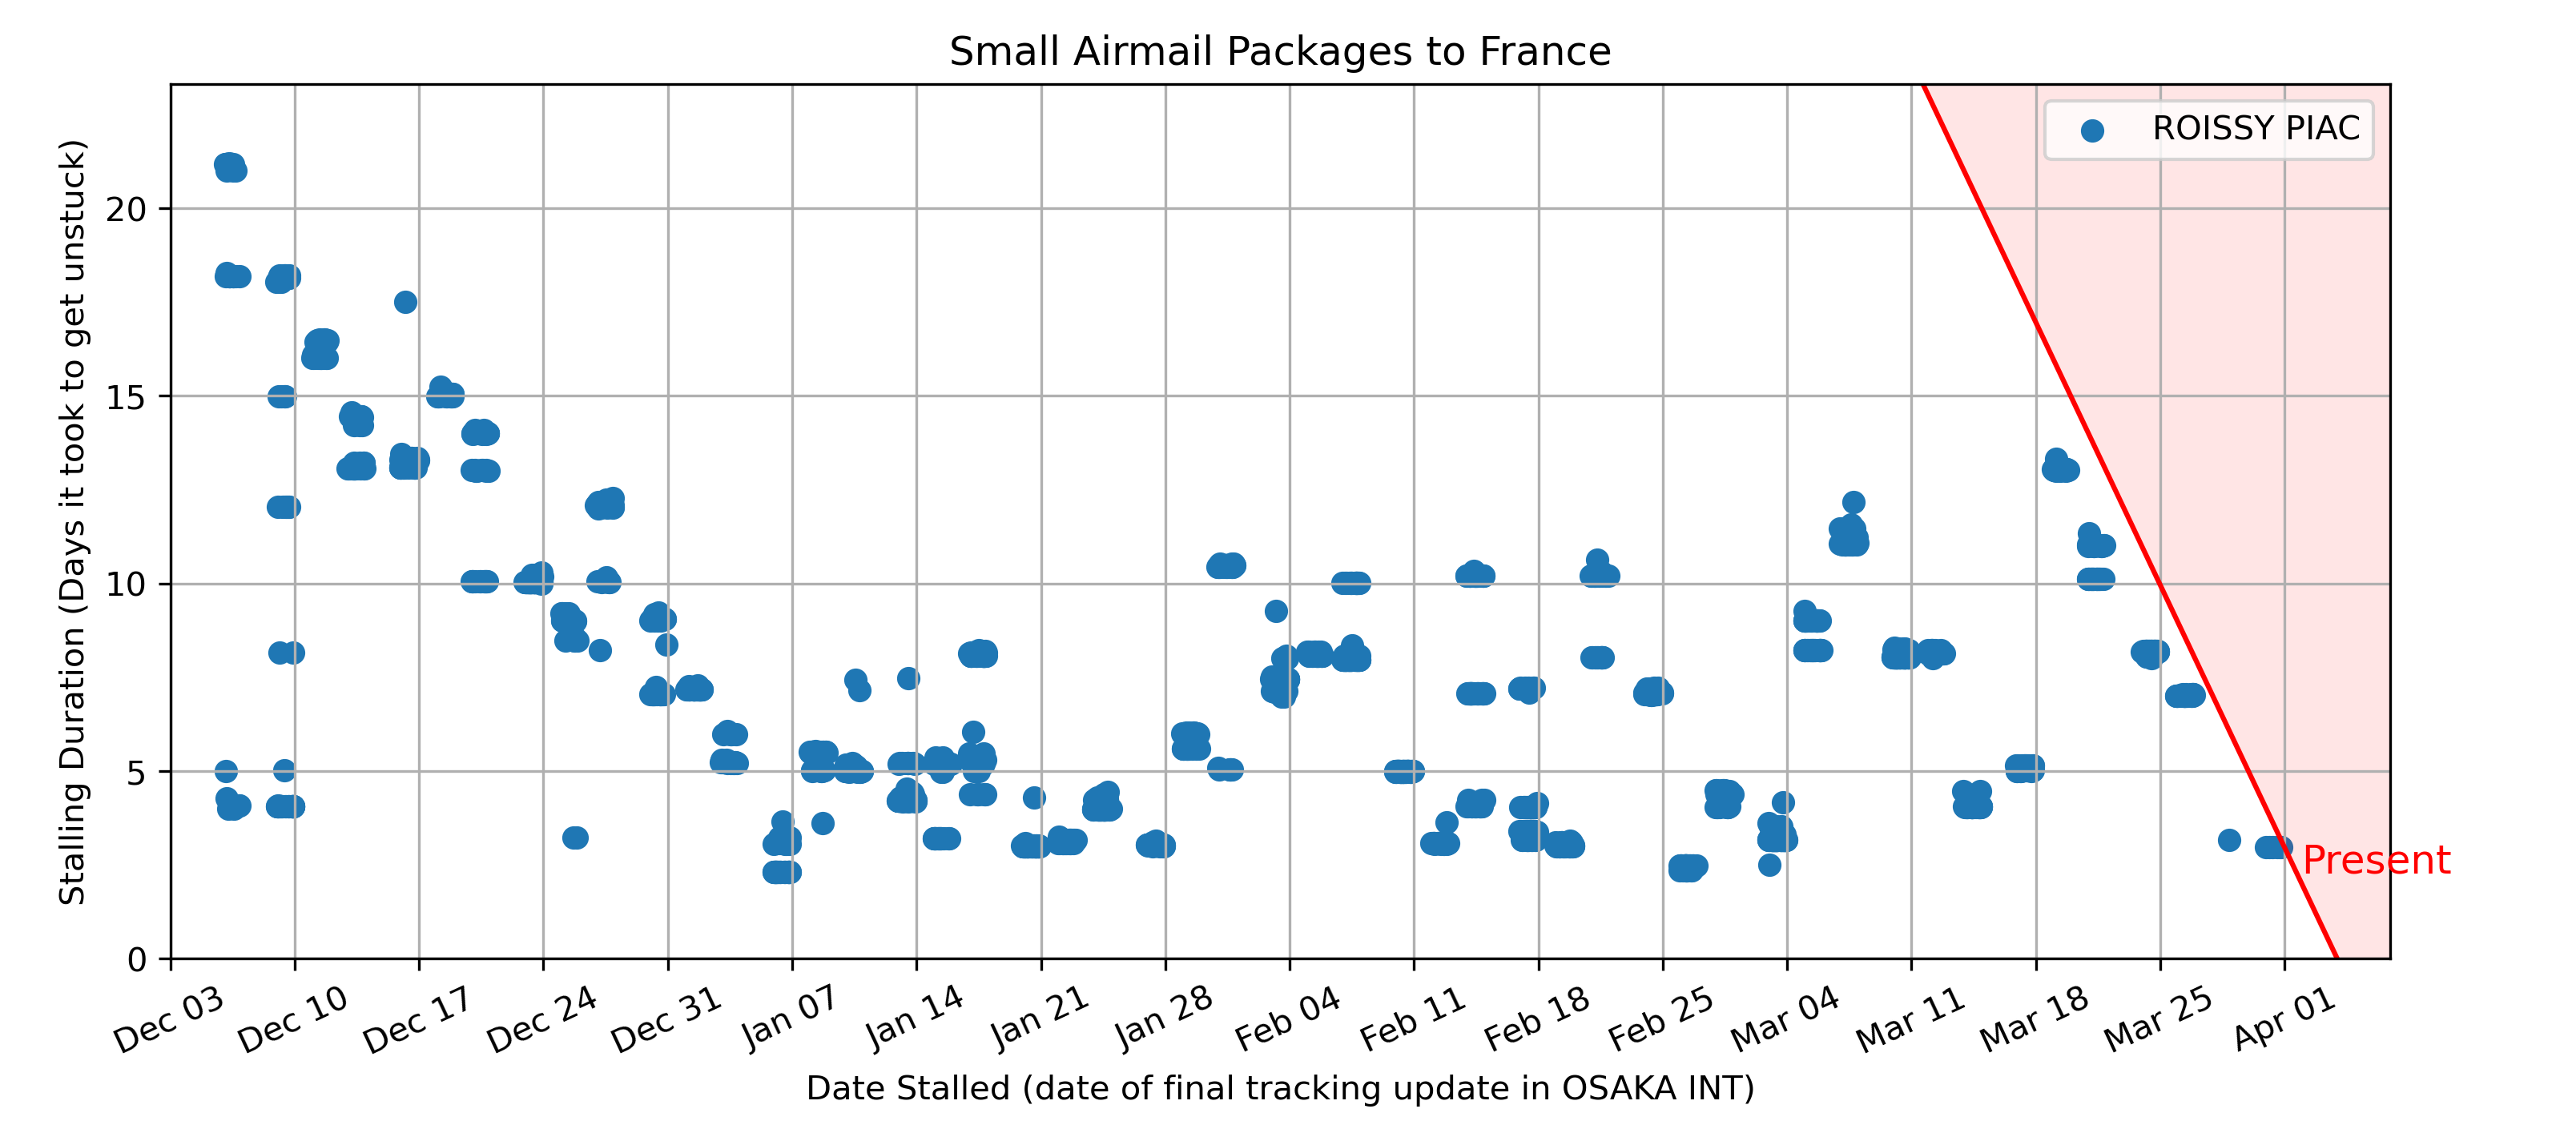 Small Airmail Packages to France
ROISSY PIAC
Stalling Duration (Days it took to get unstuck)
20
15
10
5
0
Present
Dec 03 Dec 10 Dec 17 Dec 24 Dec 31 Jan 07 Jan 14 Jan 21 Jan 28 Feb 04 Feb 11 Feb 18 Feb 25 Mar 04 Mar 11 Mar 18 Mar 25 Apr 01
Date Stalled (date of final tracking update in OSAKA INT)